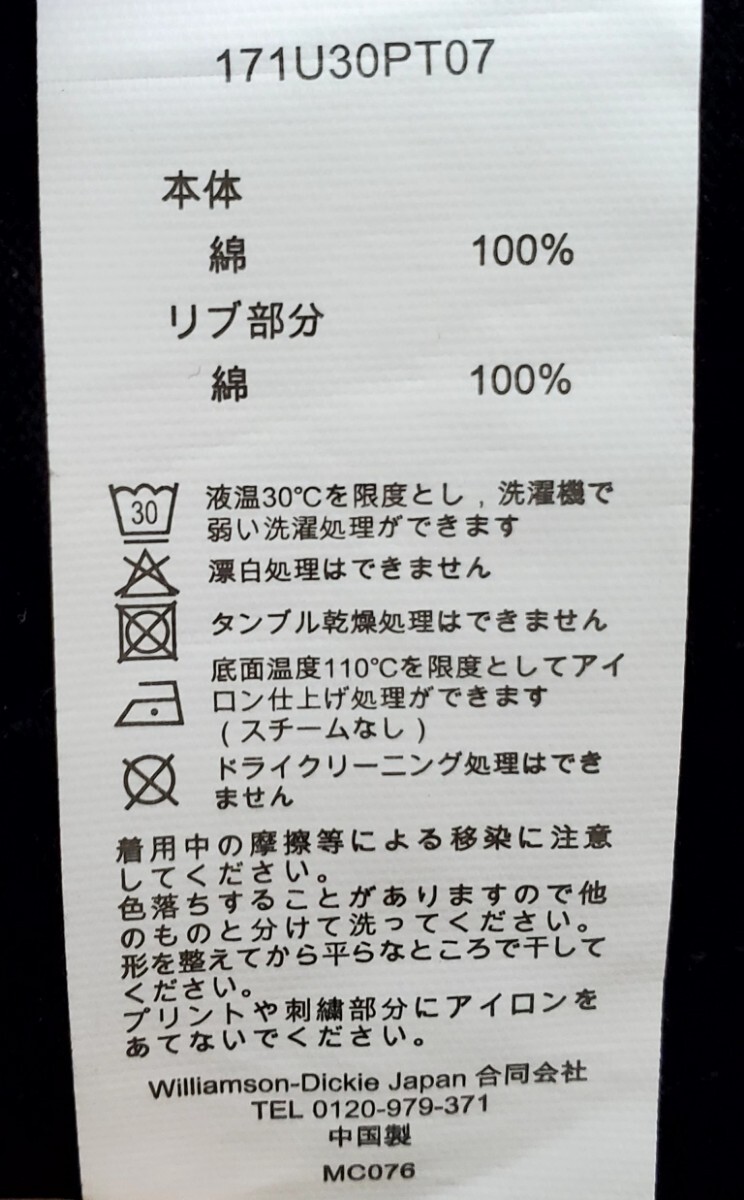 171U30PT07
本体
綿 100%
リブ部分
綿 100%
30
液温30℃を限度とし，洗濯機で
弱い洗濯処理ができます
漂白処理はできません
タンブル乾燥処理はできません
底面温度110℃を限度としてアイ
ロン仕上げ処理ができます
（スチームなし）
ドライクリーニング処理はでき
ません
着用中の摩擦等による移染に注意
してください。
色落ちすることがありますので他
のものと分けて洗ってください。
形を整えてから平らなところで干して
ください。
プリントや刺繍部分にアイロンを
あてないでください。
Williamson-Dickie Japan 合同会社
TEL 0120-979-371
中国製
MC076